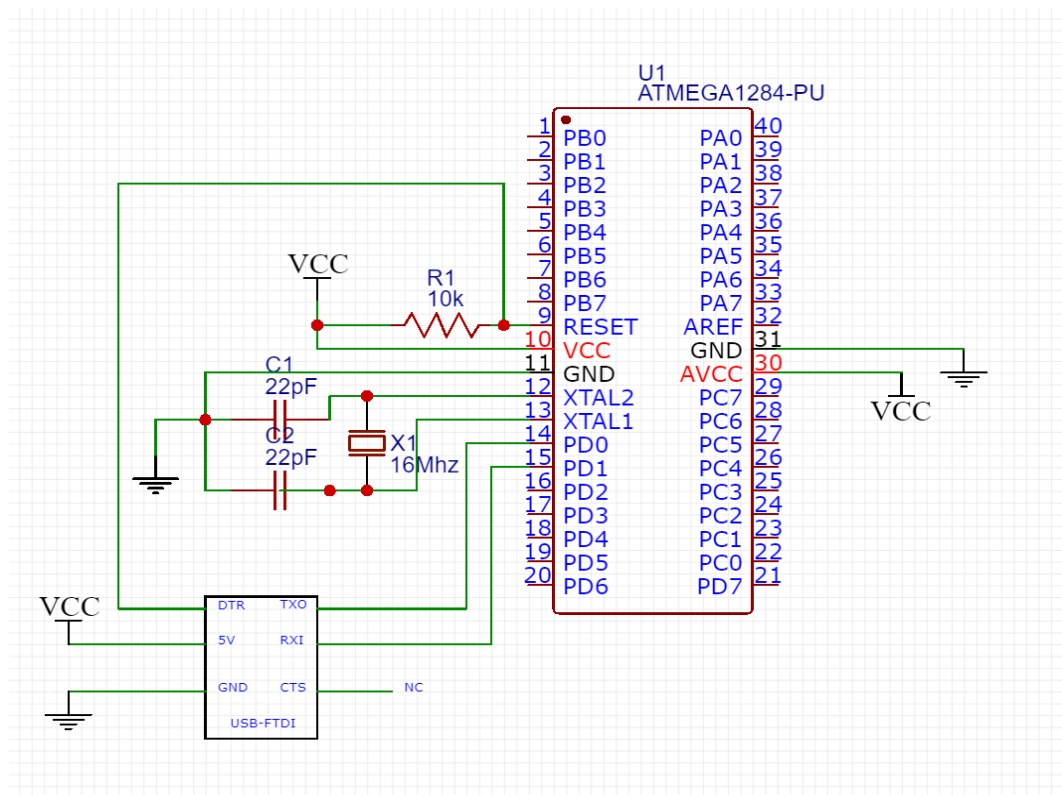 U1
ATMEGA1284-PU
1 PB0 PA0 40
2 PB1 PA1 39
3 PB2 PA2 38
4 PB3 PA3 37
5 PB4 PA4 36
6 PB5 PA5 35
7 PB6 PA6 34
8 PB7 PA7 33
9 RESET AREF 32
10 VCC GND 31
11 GND AVCC 30
12 XTAL2 PC7 29
13 XTAL1 PC6 28
14 PD0 PC5 27
15 PD1 PC4 26
16 PD2 PC3 25
17 PD3 PC2 24
18 PD4 PC1 23
19 PD5 PC0 22
20 PD6 PD7 21
VCC
R1
10k
C1
22pF
C2
22pF
X1
16Mhz
VCC
VCC
DTR TXO
5V RXI
GND CTS NC
USB-FTDI